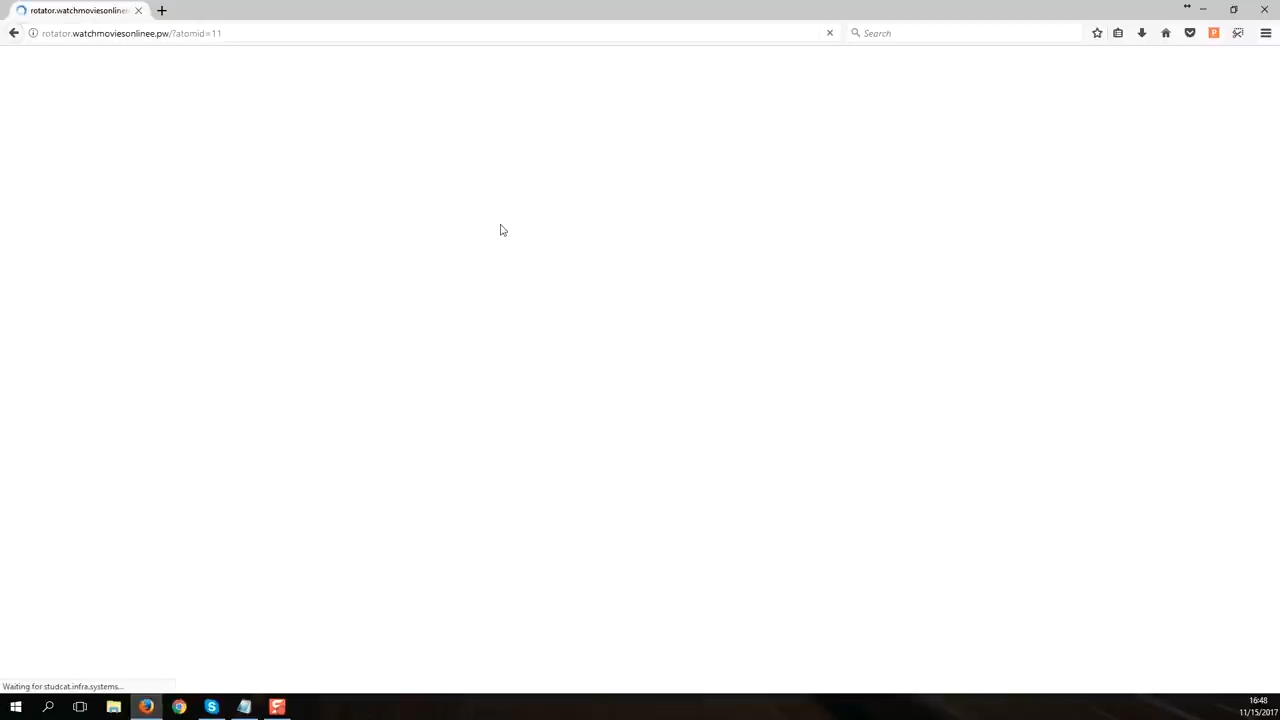 rotator.watchmoviesonlinee
rotator.watchmoviesonlinee.pw/?atomid=11
Search
P
Waiting for studcat.infra.systems...
16:48
11/15/2017